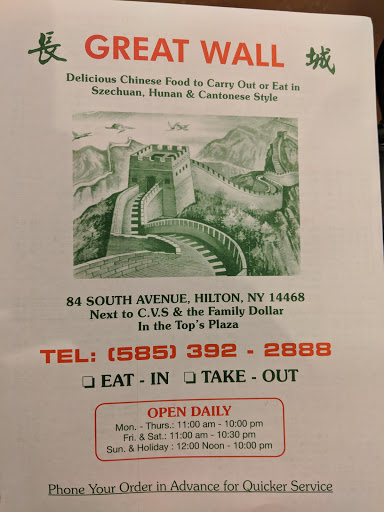 長 GREAT WALL 城
Delicious Chinese Food to Carry Out or Eat in
Szechuan, Hunan & Cantonese Style
84 SOUTH AVENUE, HILTON, NY 14468
Next to C.V.S & the Family Dollar
In the Top's Plaza
TEL: (585) 392 - 2888
❏ EAT - IN ❏ TAKE - OUT
OPEN DAILY
Mon. - Thurs.: 11:00 am - 10:00 pm
Fri. & Sat.: 11:00 am - 10:30 pm
Sun. & Holiday : 12:00 Noon - 10:00 pm
Phone Your Order in Advance for Quicker Service